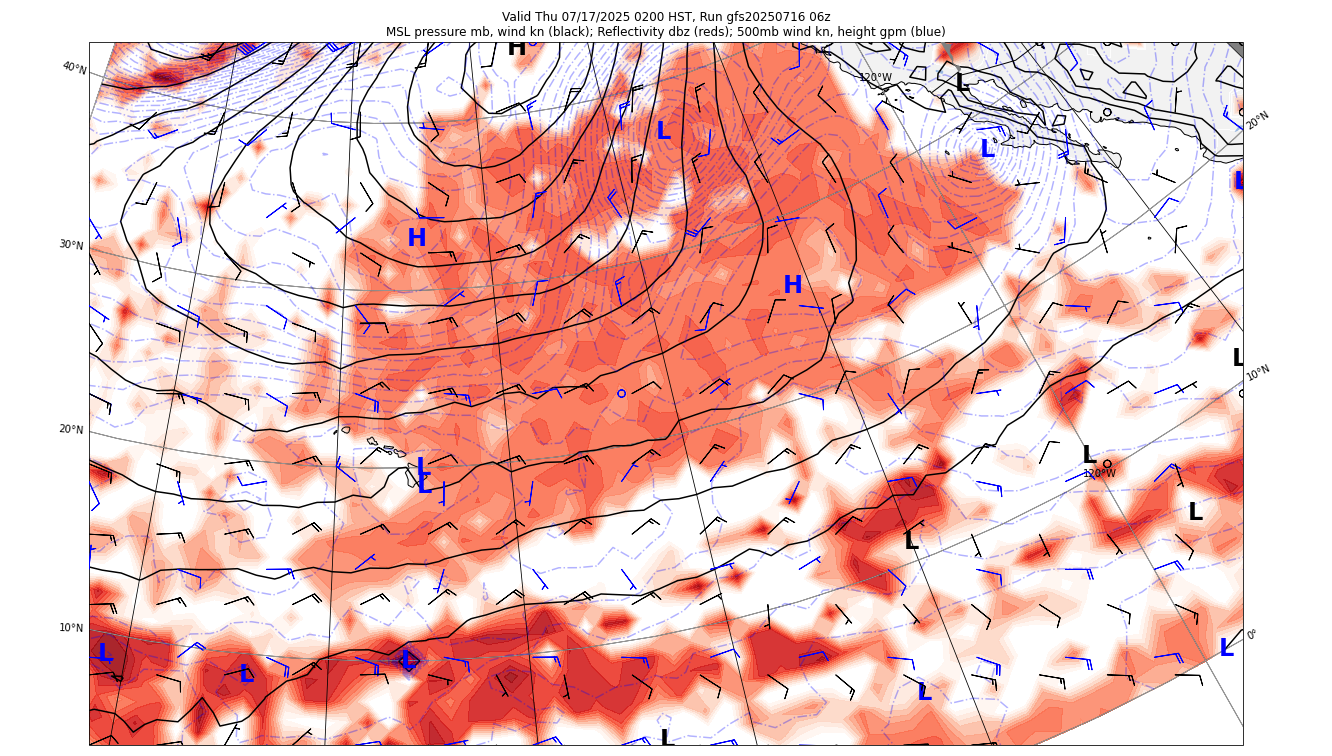 Valid Thu 07/17/2025 0200 HST, Run gfs20250716 06z
MSL pressure mb, wind kn (black); Reflectivity dbz (reds); 500mb wind kn, height gpm (blue)
H
40°N
120°W
L
L
L
20°N
L
H
30°N
H
L
10°N
20°N
L
L
L
120°W
L
L
10°N
0°
L
L
L
L
L
L